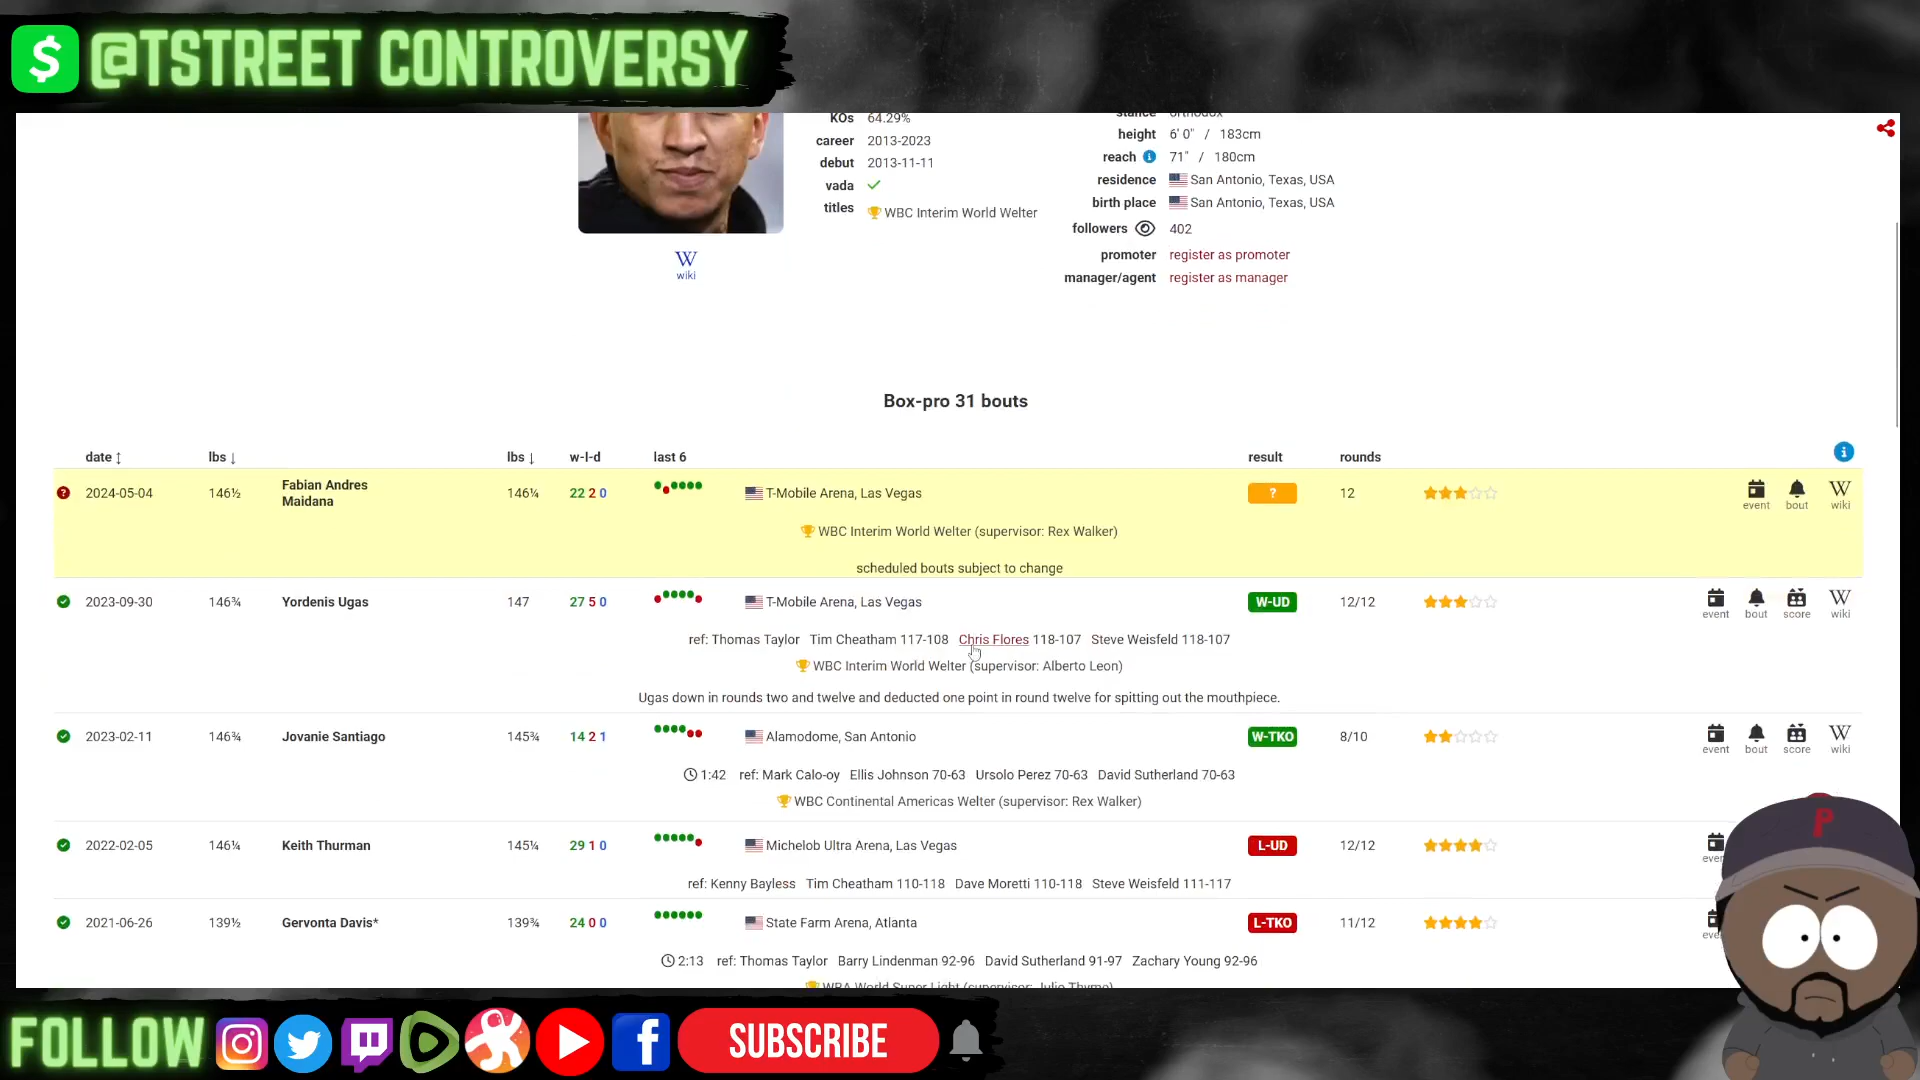 $ @TSTREET CONTROVERSY
KOs 64.29%
stance orthodox
career 2013-2023
height 6' 0" / 183cm
debut 2013-11-11
reach i 71" / 180cm
vada
residence San Antonio, Texas, USA
titles WBC Interim World Welter
birth place San Antonio, Texas, USA
followers 402
W
wiki
promoter register as promoter
manager/agent register as manager
Box-pro 31 bouts
date ↕ lbs ↓ lbs ↓ w-l-d last 6 result rounds i
? 2024-05-04 146½ Fabian Andres Maidana 146¼ 22 2 0 T-Mobile Arena, Las Vegas ? 12 event bout W wiki
WBC Interim World Welter (supervisor: Rex Walker)
scheduled bouts subject to change
2023-09-30 146¾ Yordenis Ugas 147 27 5 0 T-Mobile Arena, Las Vegas W-UD 12/12 event bout score W wiki
ref: Thomas Taylor Tim Cheatham 117-108 Chris Flores 118-107 Steve Weisfeld 118-107
WBC Interim World Welter (supervisor: Alberto Leon)
Ugas down in rounds two and twelve and deducted one point in round twelve for spitting out the mouthpiece.
2023-02-11 146¾ Jovanie Santiago 145¾ 14 2 1 Alamodome, San Antonio W-TKO 8/10 event bout score W wiki
1:42 ref: Mark Calo-oy Ellis Johnson 70-63 Ursolo Perez 70-63 David Sutherland 70-63
WBC Continental Americas Welter (supervisor: Rex Walker)
2022-02-05 146¼ Keith Thurman 145¼ 29 1 0 Michelob Ultra Arena, Las Vegas L-UD 12/12
ref: Kenny Bayless Tim Cheatham 110-118 Dave Moretti 110-118 Steve Weisfeld 111-117
2021-06-26 139½ Gervonta Davis* 139¾ 24 0 0 State Farm Arena, Atlanta L-TKO 11/12
2:13 ref: Thomas Taylor Barry Lindenman 92-96 David Sutherland 91-97 Zachary Young 92-96
WBA World Super Light (supervisor: Julio Thyme)
P
FOLLOW SUBSCRIBE